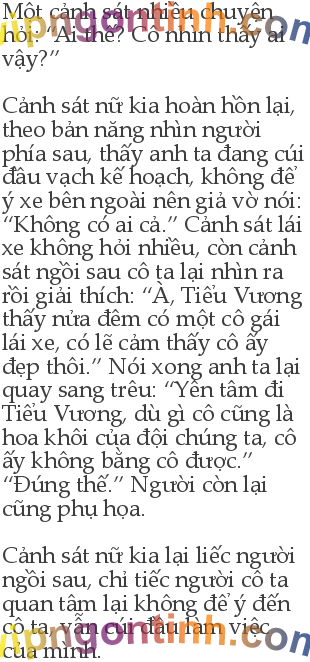 Một cảnh sát nhiều chuyện
hỏi: “Ai thế? Cô nhìn thấy ai
vậy?”
Cảnh sát nữ kia hoàn hồn lại,
theo bản năng nhìn người
phía sau, thấy anh ta đang cúi
đầu vạch kế hoạch, không để
ý xe bên ngoài nên giả vờ nói:
“Không có ai cả.” Cảnh sát lái
xe không hỏi nhiều, còn cảnh
sát ngồi sau cô ta lại nhìn ra
rồi giải thích: “À, Tiểu Vương
thấy nửa đêm có một cô gái
lái xe, có lẽ cảm thấy cô ấy
đẹp thôi.” Nói xong anh ta lại
quay sang trêu: “Yên tâm đi
Tiểu Vương, dù gì cô cũng là
hoa khôi của đội chúng ta, cô
ấy không bằng cô được.”
“Đúng thế.” Người còn lại
cũng phụ họa.
Cảnh sát nữ kia lại liếc người
ngồi sau, chỉ tiếc người cô ta
quan tâm lại không để ý đến
cô ta, vẫn cúi đầu làm việc
của mình.
vipngontinh.com